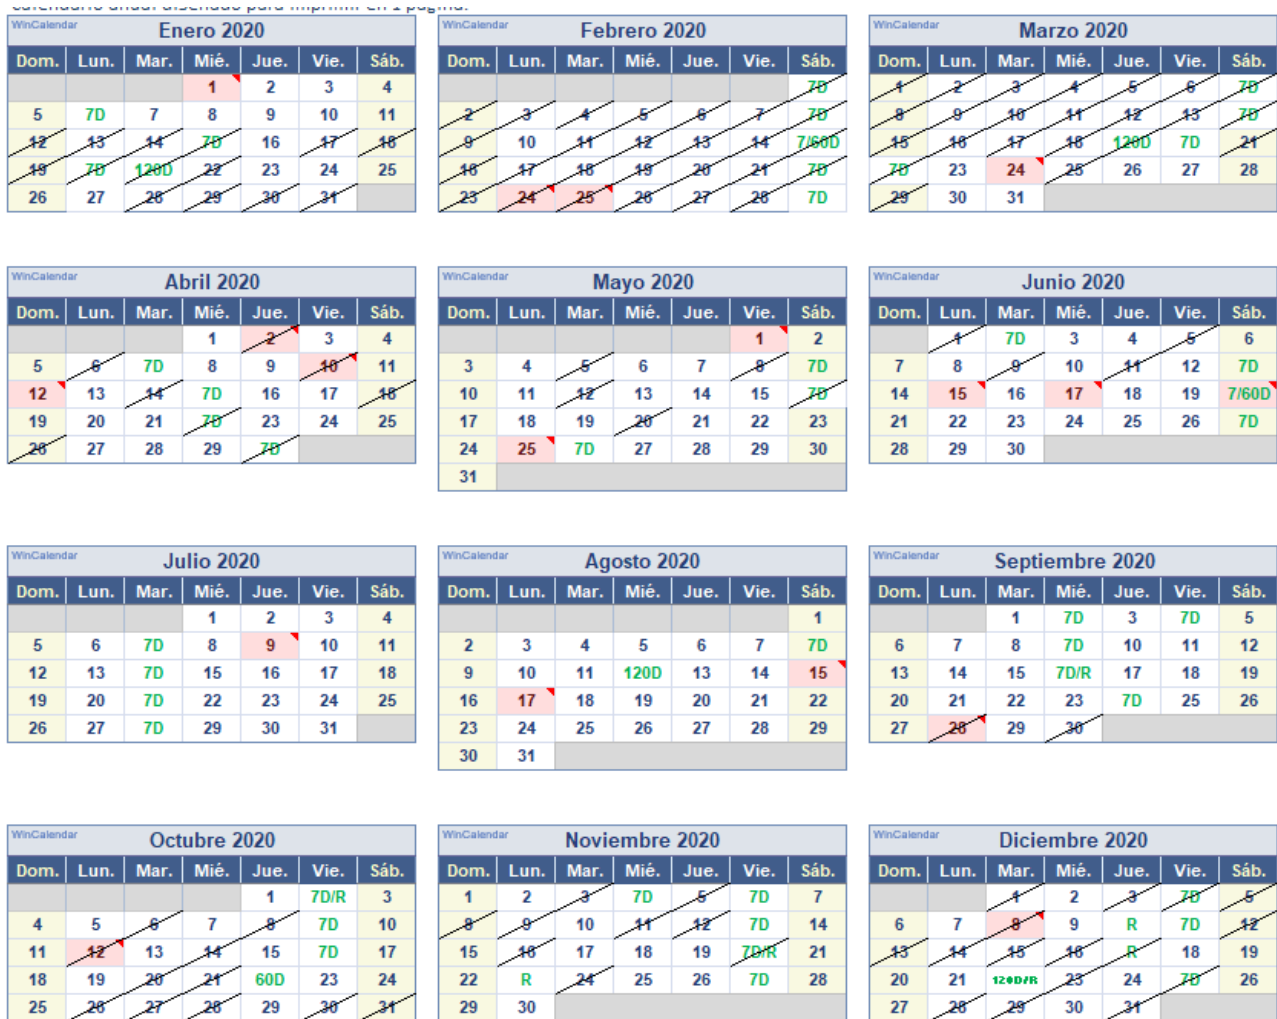 calendario anual diseñado para imprimir en 1 página.
WinCalendar Enero 2020
Dom. Lun. Mar. Mié. Jue. Vie. Sáb.
1 2 3 4
5 7D 7 8 9 10 11
12 13 14 7D 16 17 18
19 7D 120D 22 23 24 25
26 27 28 29 30 31
WinCalendar Febrero 2020
Dom. Lun. Mar. Mié. Jue. Vie. Sáb.
7D
2 3 4 5 6 7 7D
9 10 11 12 13 14 7/60D
16 17 18 19 20 21 7D
23 24 25 26 27 28 7D
WinCalendar Marzo 2020
Dom. Lun. Mar. Mié. Jue. Vie. Sáb.
1 2 3 4 5 6 7D
8 9 10 11 12 13 7D
15 16 17 18 120D 7D 21
7D 23 24 25 26 27 28
29 30 31
WinCalendar Abril 2020
Dom. Lun. Mar. Mié. Jue. Vie. Sáb.
1 2 3 4
5 6 7D 8 9 10 11
12 13 14 7D 16 17 18
19 20 21 7D 23 24 25
26 27 28 29 7D
WinCalendar Mayo 2020
Dom. Lun. Mar. Mié. Jue. Vie. Sáb.
1 2
3 4 5 6 7 8 7D
10 11 12 13 14 15 7D
17 18 19 20 21 22 23
24 25 7D 27 28 29 30
31
WinCalendar Junio 2020
Dom. Lun. Mar. Mié. Jue. Vie. Sáb.
1 7D 3 4 5 6
7 8 9 10 11 12 7D
14 15 16 17 18 19 7/60D
21 22 23 24 25 26 7D
28 29 30
WinCalendar Julio 2020
Dom. Lun. Mar. Mié. Jue. Vie. Sáb.
1 2 3 4
5 6 7D 8 9 10 11
12 13 7D 15 16 17 18
19 20 7D 22 23 24 25
26 27 7D 29 30 31
WinCalendar Agosto 2020
Dom. Lun. Mar. Mié. Jue. Vie. Sáb.
1
2 3 4 5 6 7 7D
9 10 11 120D 13 14 15
16 17 18 19 20 21 22
23 24 25 26 27 28 29
30 31
WinCalendar Septiembre 2020
Dom. Lun. Mar. Mié. Jue. Vie. Sáb.
1 7D 3 7D 5
6 7 8 7D 10 11 12
13 14 15 7D/R 17 18 19
20 21 22 23 7D 25 26
27 28 29 30
WinCalendar Octubre 2020
Dom. Lun. Mar. Mié. Jue. Vie. Sáb.
1 7D/R 3
4 5 6 7 8 7D 10
11 12 13 14 15 7D 17
18 19 20 21 60D 23 24
25 26 27 28 29 30 31
WinCalendar Noviembre 2020
Dom. Lun. Mar. Mié. Jue. Vie. Sáb.
1 2 3 7D 5 7D 7
8 9 10 11 12 7D 14
15 16 17 18 19 7D/R 21
22 R 24 25 26 7D 28
29 30
WinCalendar Diciembre 2020
Dom. Lun. Mar. Mié. Jue. Vie. Sáb.
1 2 3 7D 5
6 7 8 9 R 7D 12
13 14 15 16 R 18 19
20 21 120D/R 23 24 7D 26
27 28 29 30 31